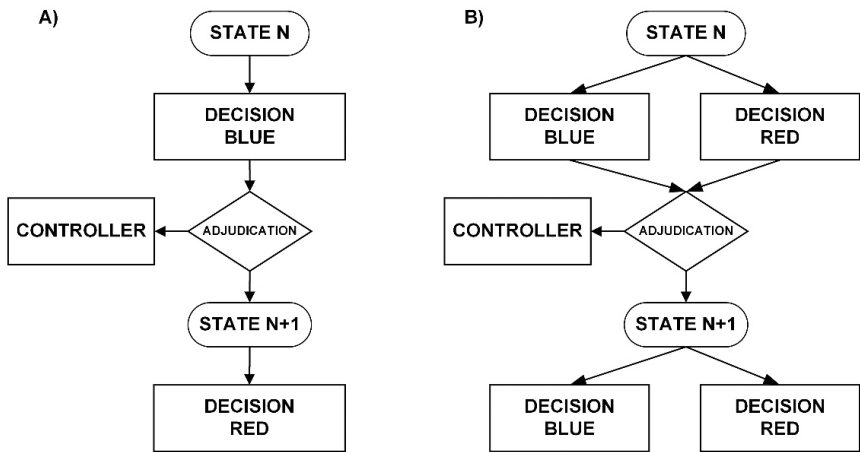 A)
STATE N
DECISION
BLUE
CONTROLLER
ADJUDICATION
STATE N+1
DECISION
RED
B)
STATE N
DECISION
BLUE
DECISION
RED
CONTROLLER
ADJUDICATION
STATE N+1
DECISION
BLUE
DECISION
RED